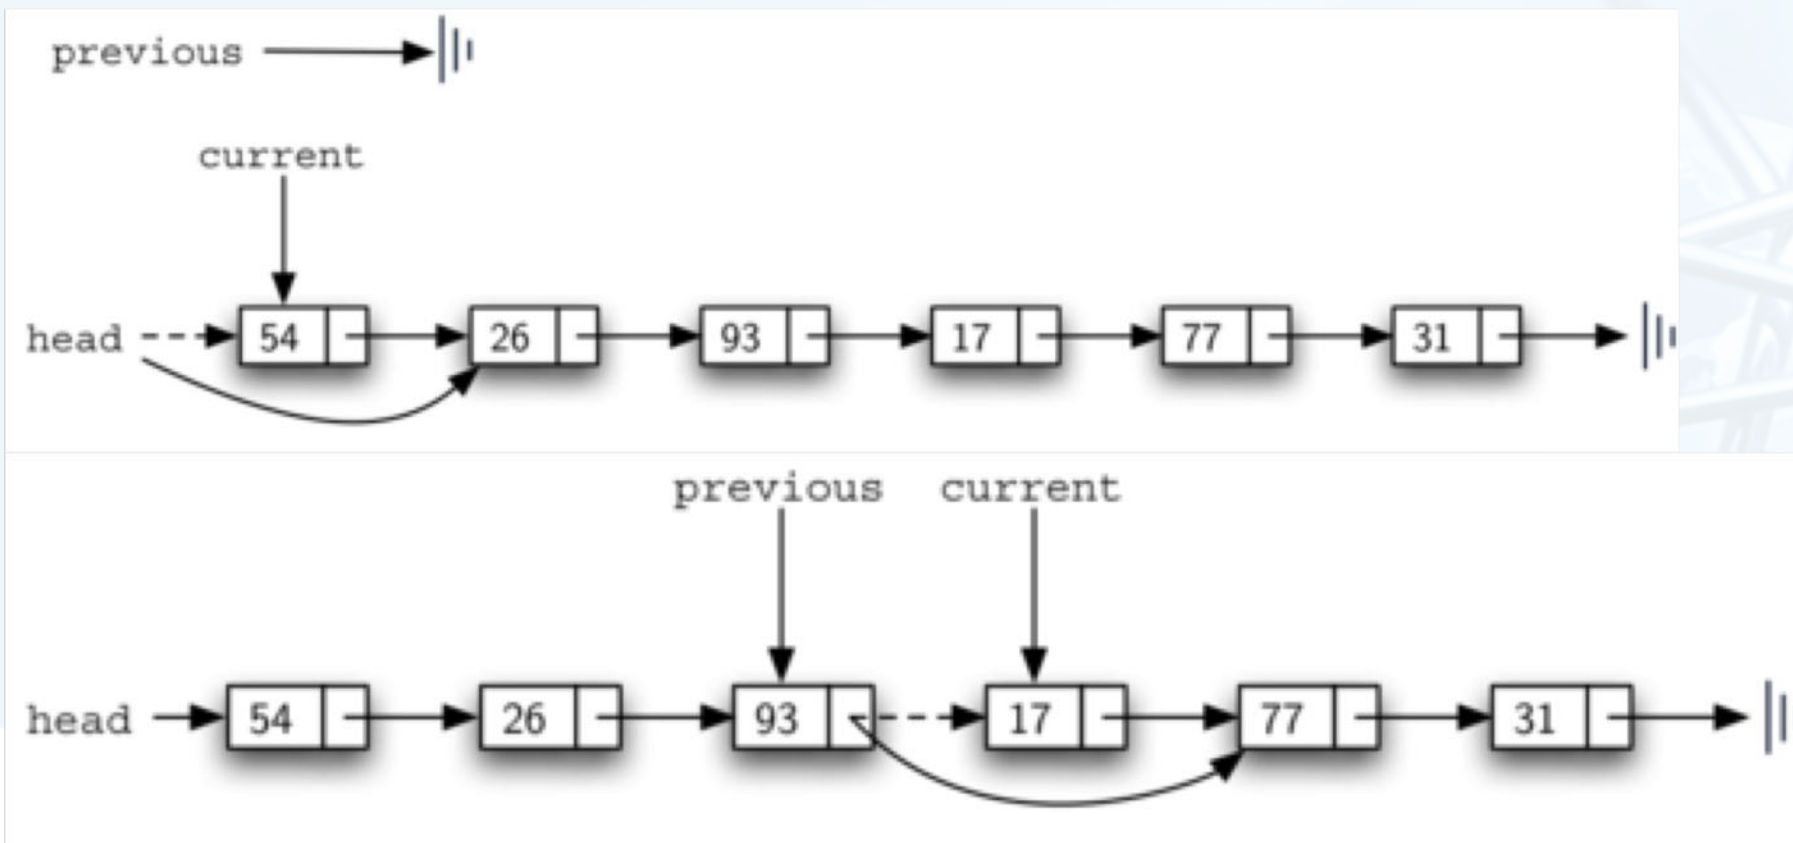 previous
current
head 54 26 93 17 77 31
previous current
head 54 26 93 17 77 31